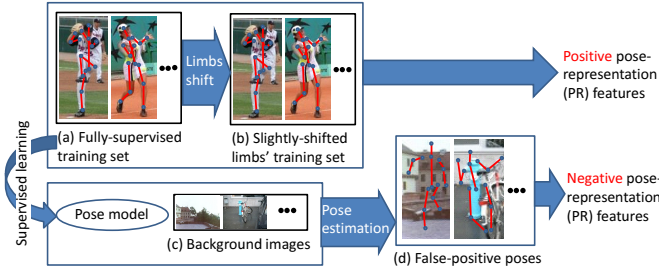 Limbs
shift
(a) Fully-supervised
training set
(b) Slightly-shifted
limbs' training set
Positive pose-
representation
(PR) features
Supervised learning
Pose model
(c) Background images
Pose
estimation
(d) False-positive poses
Negative pose-
representation
(PR) features